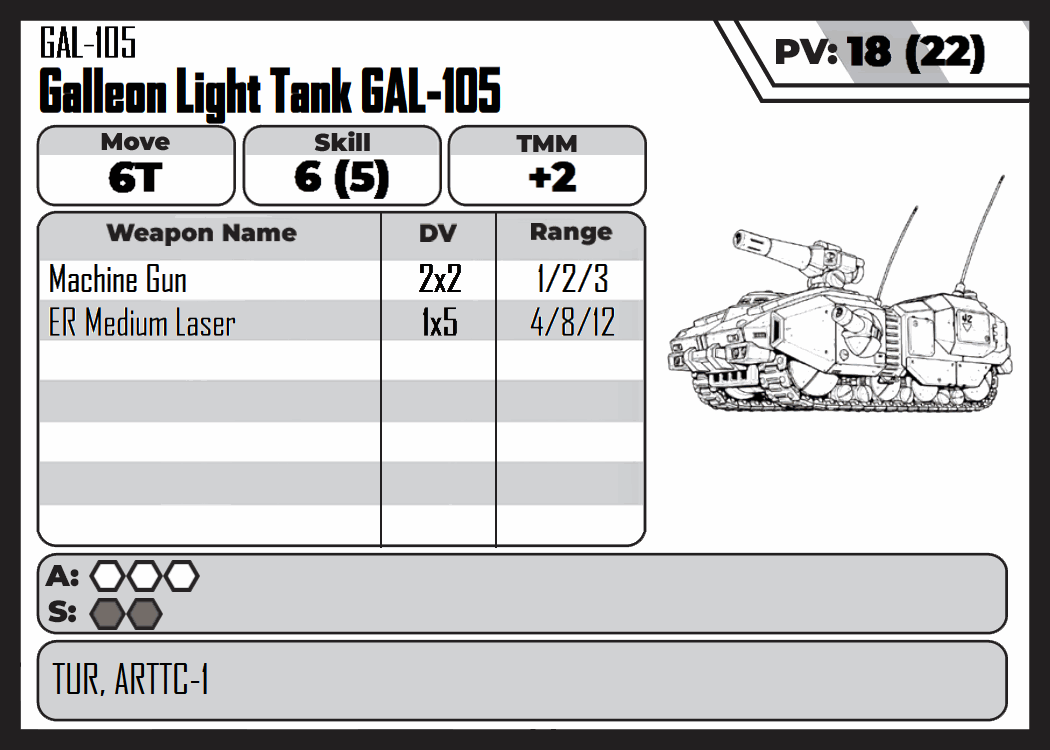 GAL-105
Galleon Light Tank GAL-105
PV: 18 (22)
Move
6T
Skill
6 (5)
TMM
+2
Weapon Name DV Range
Machine Gun 2x2 1/2/3
ER Medium Laser 1x5 4/8/12
A:
S:
TUR, ARTTC-1